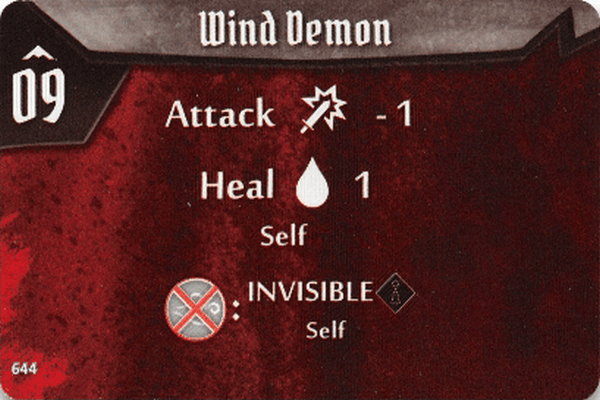 Wind Demon
09
Attack - 1
Heal 1
Self
: INVISIBLE
Self
644